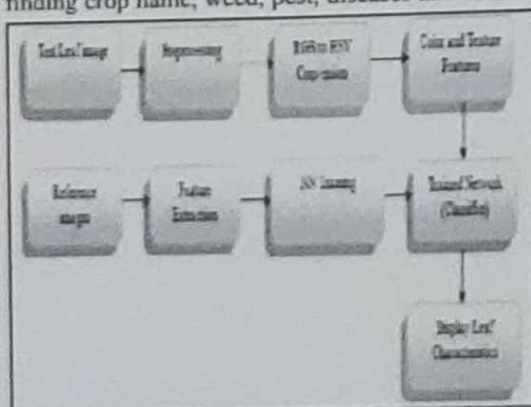 finding crop name, weed, pest, diseases
Test Leaf Image
Preprocessing
RGB to HSV
Conversion
Color and Texture
Features
Reference
images
Feature
Extraction
NN Training
Trained Network
(Classifier)
Display Leaf
Characteristics